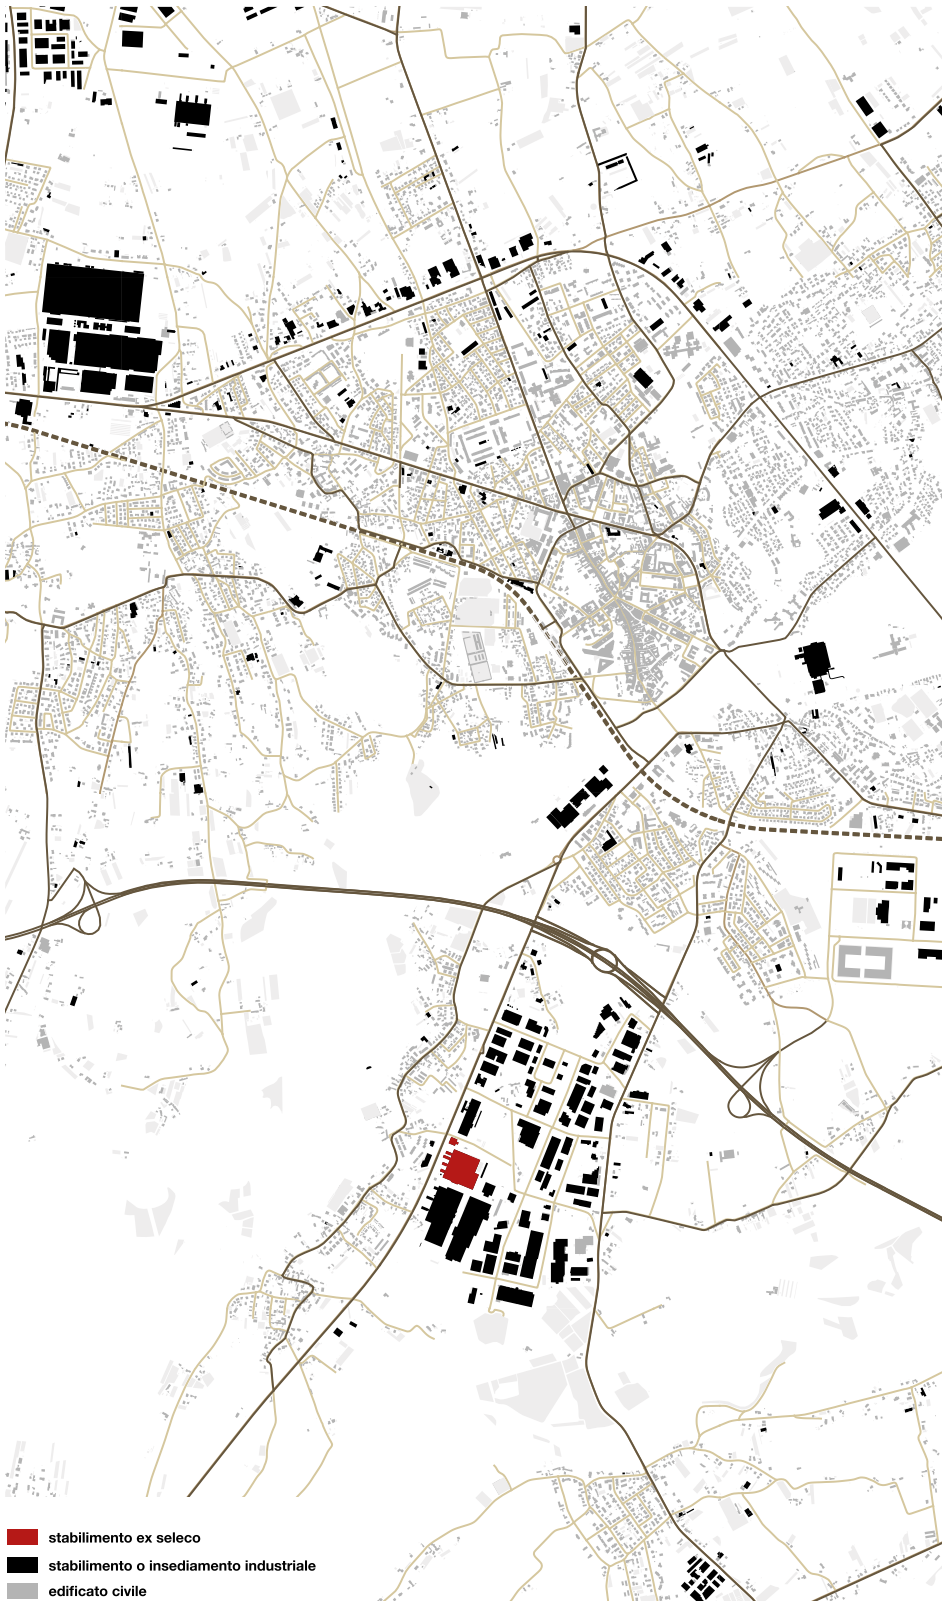 stabilimento ex seleco
stabilimento o insediamento industriale
edificato civile